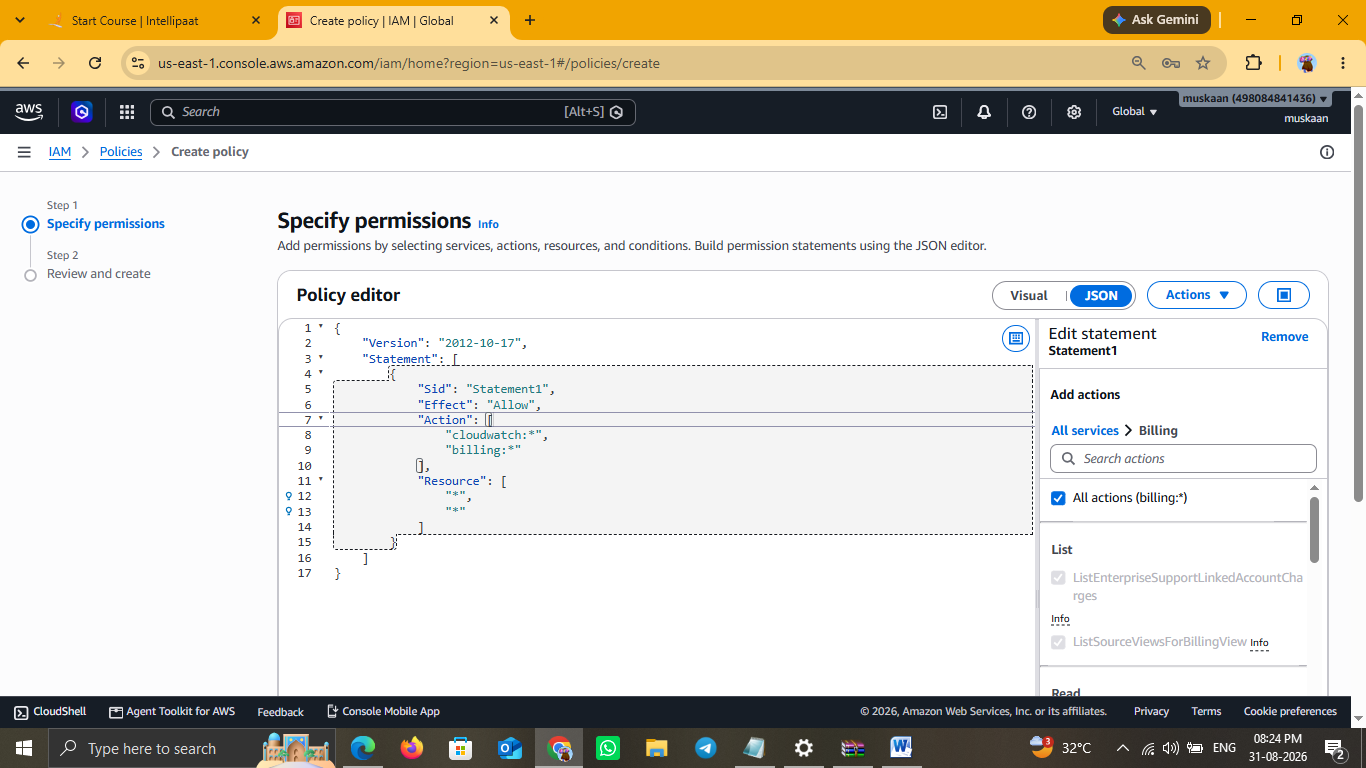 Start Course | Intellipaat
Create policy | IAM | Global
Ask Gemini
us-east-1.console.aws.amazon.com/iam/home?region=us-east-1#/policies/create
aws
Search
[Alt+S]
Global
muskaan (498084841436)
muskaan
IAM
Policies
Create policy
Step 1
Specify permissions
Step 2
Review and create
Specify permissions Info
Add permissions by selecting services, actions, resources, and conditions. Build permission statements using the JSON editor.
Policy editor
Visual
JSON
Actions
1 {
2 "Version": "2012-10-17",
3 "Statement": [
4 {
5 "Sid": "Statement1",
6 "Effect": "Allow",
7 "Action": [
8 "cloudwatch:*",
9 "billing:*"
10 ],
11 "Resource": [
12 "*",
13 "*"
14 ]
15 }
16 ]
17 }
Edit statement
Remove
Statement1
Add actions
All services > Billing
Search actions
All actions (billing:*)
List
ListEnterpriseSupportLinkedAccountCha
rges
Info
ListSourceViewsForBillingView Info
Read
CloudShell
Agent Toolkit for AWS
Feedback
Console Mobile App
© 2026, Amazon Web Services, Inc. or its affiliates.
Privacy
Terms
Cookie preferences
Type here to search
3
32°C
ENG
08:24 PM
31-08-2026
2